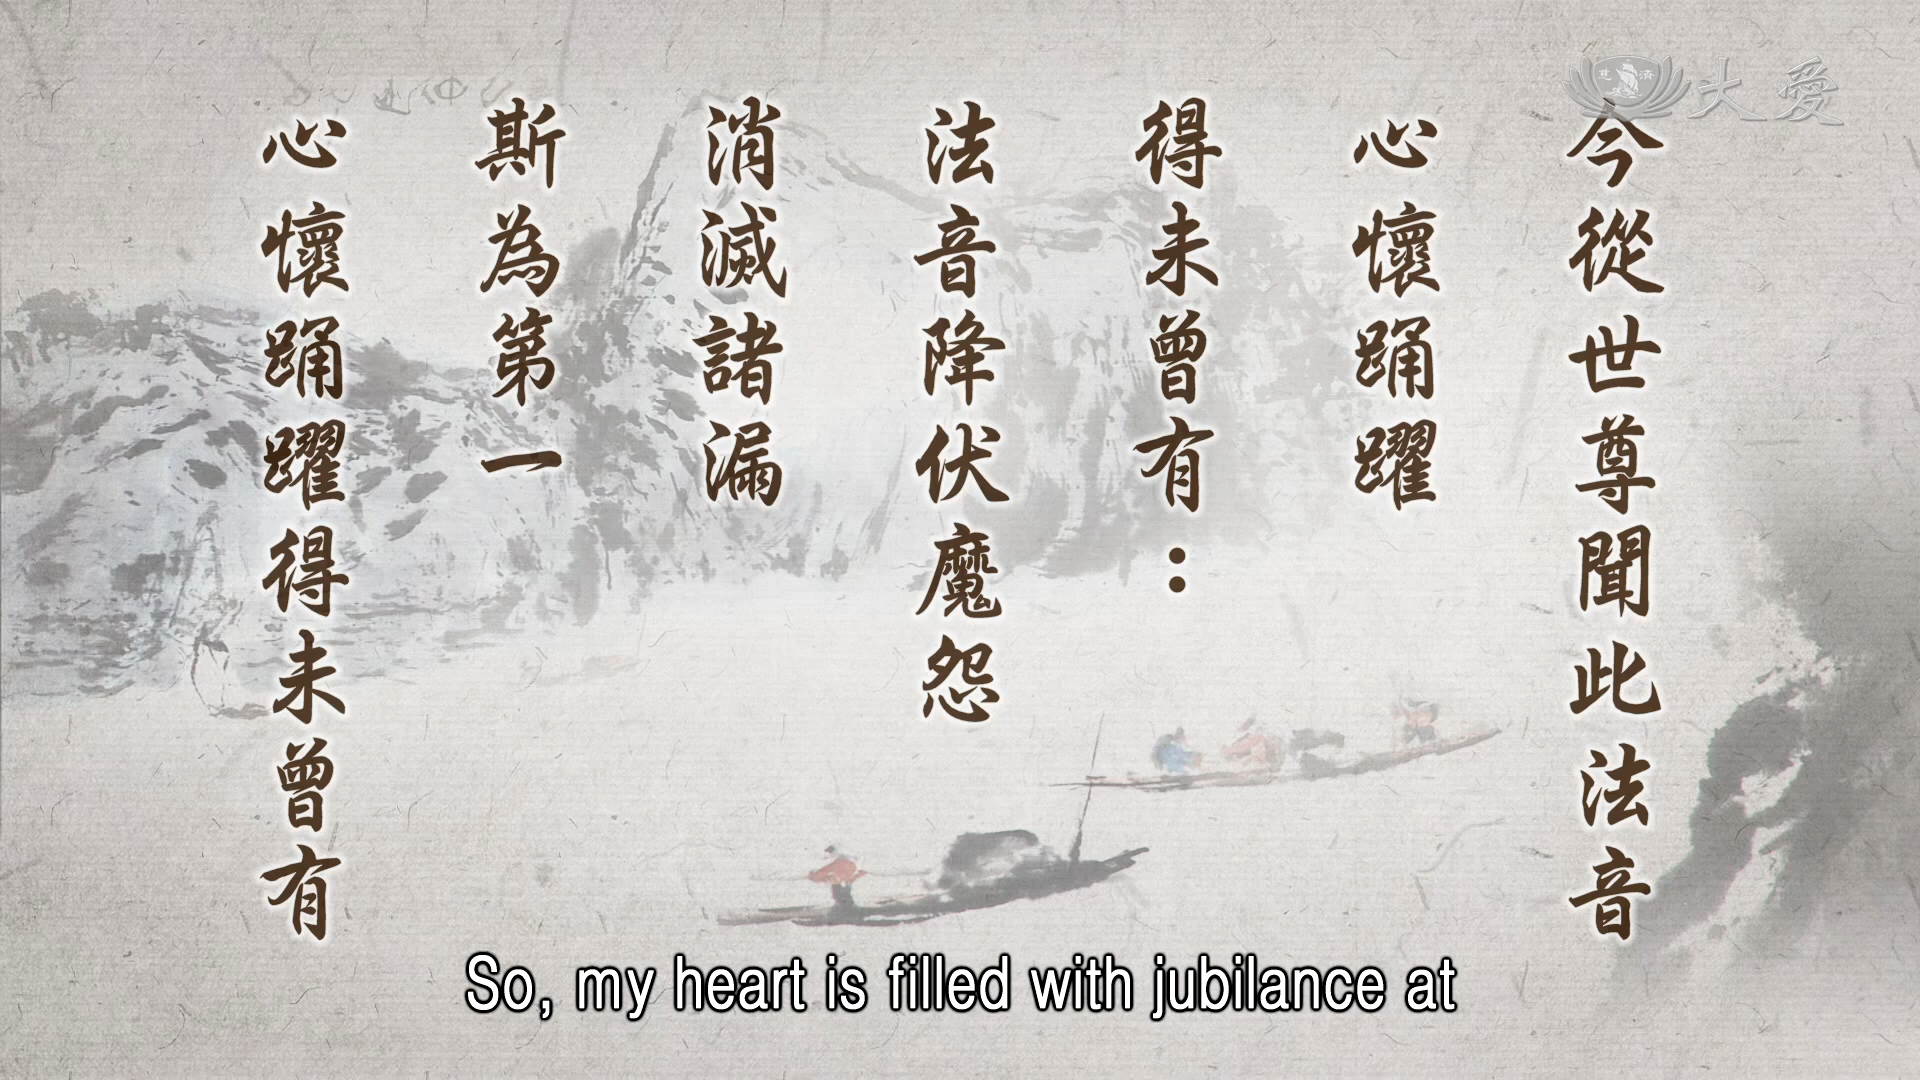 今從世尊聞此法音
心懷踊躍
得未曾有：
法音降伏魔怨
消滅諸漏
斯為第一
心懷踊躍得未曾有
慈濟 大愛
So, my heart is filled with jubilance at